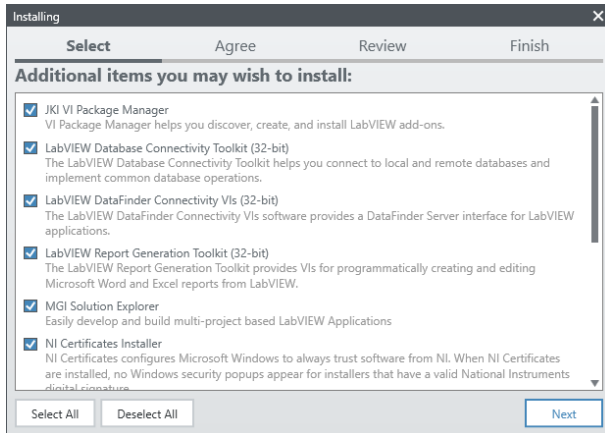 Installing
Select Agree Review Finish
Additional items you may wish to install:
JKI VI Package Manager
VI Package Manager helps you discover, create, and install LabVIEW add-ons.
LabVIEW Database Connectivity Toolkit (32-bit)
The LabVIEW Database Connectivity Toolkit helps you connect to local and remote databases and
implement common database operations.
LabVIEW DataFinder Connectivity VIs (32-bit)
The LabVIEW DataFinder Connectivity VIs software provides a DataFinder Server interface for LabVIEW
applications.
LabVIEW Report Generation Toolkit (32-bit)
The LabVIEW Report Generation Toolkit provides VIs for programmatically creating and editing
Microsoft Word and Excel reports from LabVIEW.
MGI Solution Explorer
Easily develop and build multi-project based LabVIEW Applications
NI Certificates Installer
NI Certificates configures Microsoft Windows to always trust software from NI. When NI Certificates
are installed, no Windows security popups appear for installers that have a valid National Instruments
digital signature.
Select All Deselect All Next